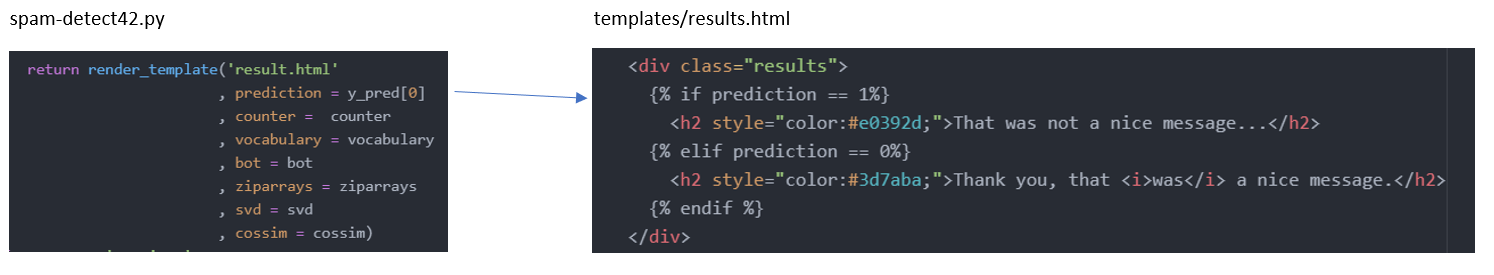 spam-detect42.py
return render_template('result.html'
, prediction = y_pred[0]
, counter =  counter
, vocabulary = vocabulary
, bot = bot
, ziparrays = ziparrays
, svd = svd
, cossim = cossim)
templates/results.html
<div class="results">
{% if prediction == 1%}
<h2 style="color:#e0392d;">That was not a nice message...</h2>
{% elif prediction == 0%}
<h2 style="color:#3d7aba;">Thank you, that <i>was</i> a nice message.</h2>
{% endif %}
</div>